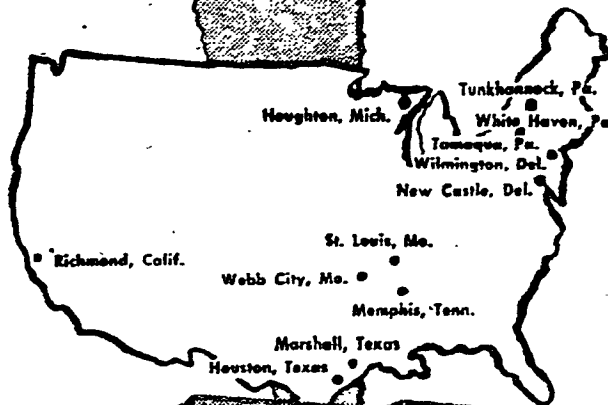 Tunkhannock, Pa.
Houghton, Mich.
White Haven, Pa
Tamaqua, Pa.
Wilmington, Del.
New Castle, Del.
St. Louis, Mo.
Richmond, Calif.
Webb City, Mo.
Memphis, Tenn.
Marshall, Texas
Houston, Texas